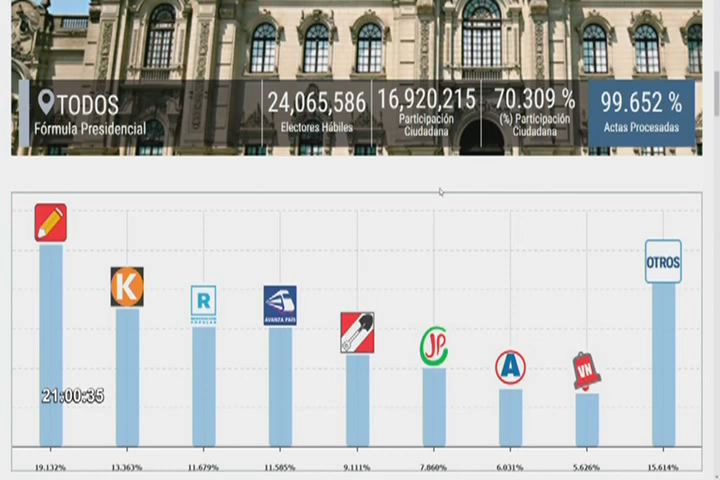 TODOS
Fórmula Presidencial
24,065,586
Electores Hábiles
16,920,215
Participación
Ciudadana
70.309 %
(%) Participación
Ciudadana
99.652 %
Actas Procesadas
K
R
POPULAR
AVANZA PAIS
JP
A
VN
OTROS
21:00:35
19.132%
13.363%
11.679%
11.585%
9.111%
7.860%
6.031%
5.626%
15.614%